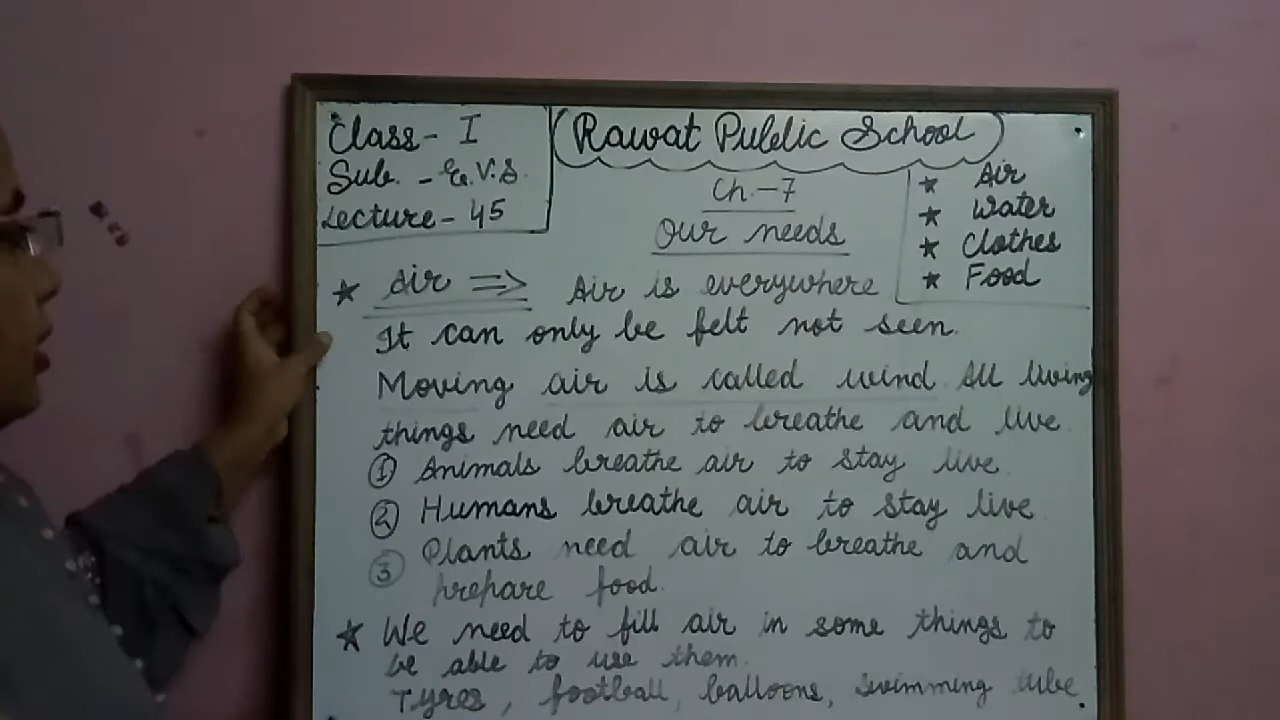 Class- I
Sub. - E.V.S.
Lecture- 45
Rawat Public School
Ch.-7
Our needs
★ Air
★ Water
★ Clothes
★ Food
★ Air => Air is everywhere
It can only be felt not seen.
Moving air is called wind. All living
things need air to breathe and live.
① Animals breathe air to stay live.
② Humans breathe air to stay live
③ Plants need air to breathe and
prepare food.
★ We need to fill air in some things to
be able to use them.
Tyres, football, balloons, swimming tube